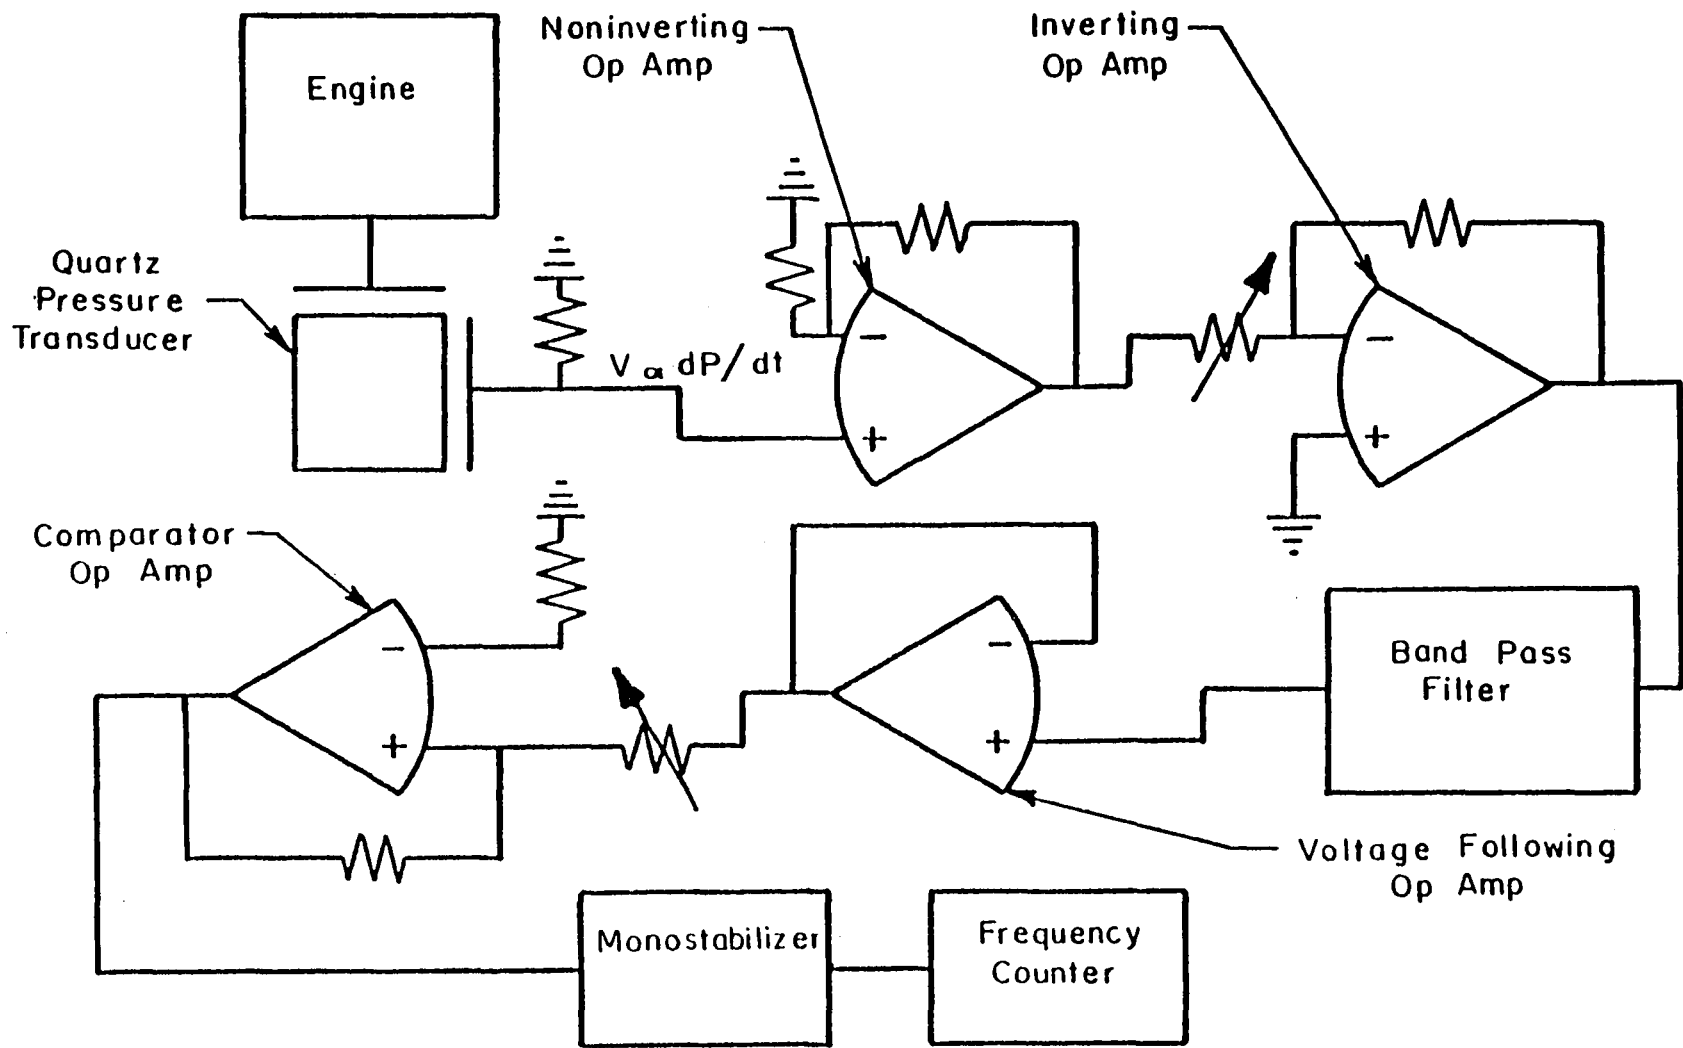 Engine
Noninverting
Op Amp
Inverting
Op Amp
Quartz
Pressure
Transducer
V α dP/dt
−
+
−
+
Comparator
Op Amp
−
+
−
+
Band Pass
Filter
Voltage Following
Op Amp
Monostabilizer
Frequency
Counter